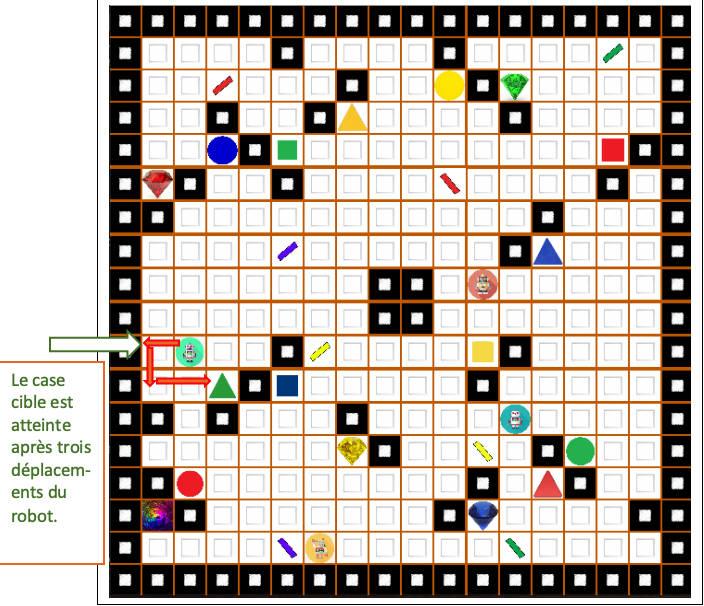 Le case
cible est
atteinte
après trois
déplacem-
ents du
robot.